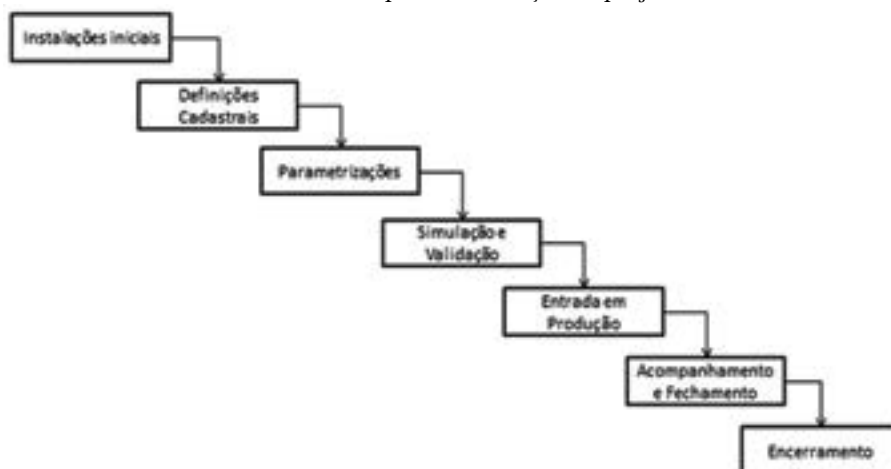 Instalações iniciais
Definições
Cadastrais
Parametrizações
Simulação e
Validação
Entrada em
Produção
Acompanhamento
e Fechamento
Encerramento